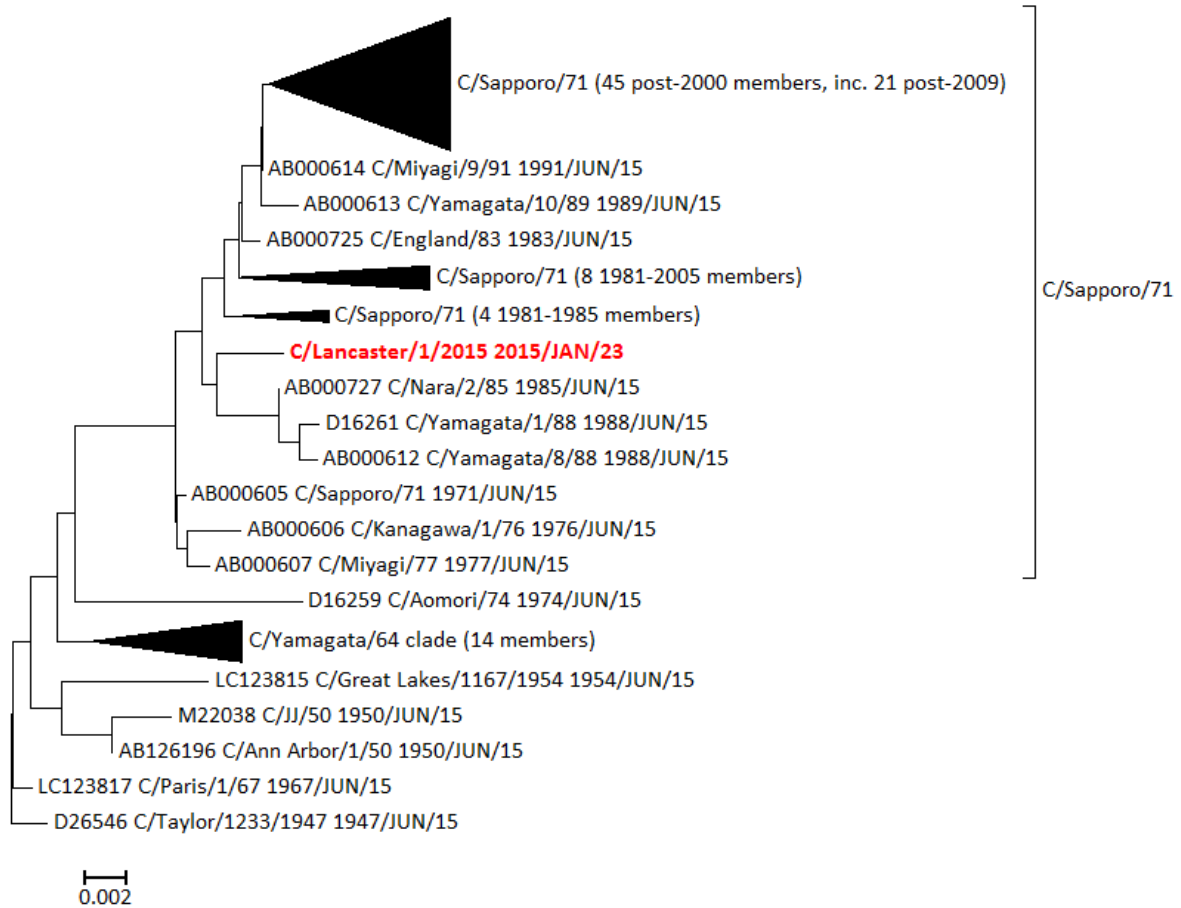 C/Sapporo/71 (45 post-2000 members, inc. 21 post-2009)
AB000614 C/Miyagi/9/91 1991/JUN/15
AB000613 C/Yamagata/10/89 1989/JUN/15
AB000725 C/England/83 1983/JUN/15
C/Sapporo/71 (8 1981-2005 members)
C/Sapporo/71
C/Sapporo/71 (4 1981-1985 members)
C/Lancaster/1/2015 2015/JAN/23
AB000727 C/Nara/2/85 1985/JUN/15
D16261 C/Yamagata/1/88 1988/JUN/15
AB000612 C/Yamagata/8/88 1988/JUN/15
AB000605 C/Sapporo/71 1971/JUN/15
AB000606 C/Kanagawa/1/76 1976/JUN/15
AB000607 C/Miyagi/77 1977/JUN/15
D16259 C/Aomori/74 1974/JUN/15
C/Yamagata/64 clade (14 members)
LC123815 C/Great Lakes/1167/1954 1954/JUN/15
M22038 C/JJ/50 1950/JUN/15
AB126196 C/Ann Arbor/1/50 1950/JUN/15
LC123817 C/Paris/1/67 1967/JUN/15
D26546 C/Taylor/1233/1947 1947/JUN/15
0.002